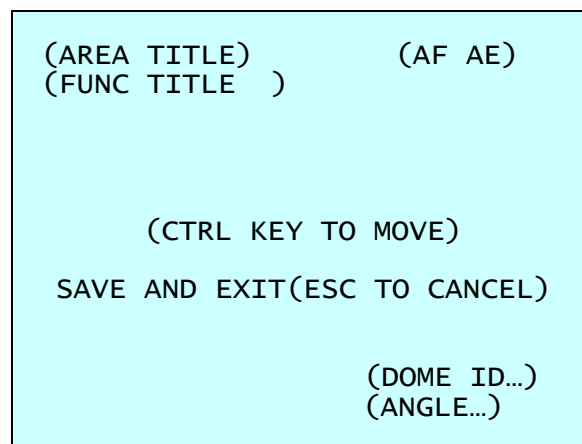 (AREA TITLE) (AF AE)
(FUNC TITLE )
(CTRL KEY TO MOVE)
SAVE AND EXIT(ESC TO CANCEL)
(DOME ID…)
(ANGLE…)